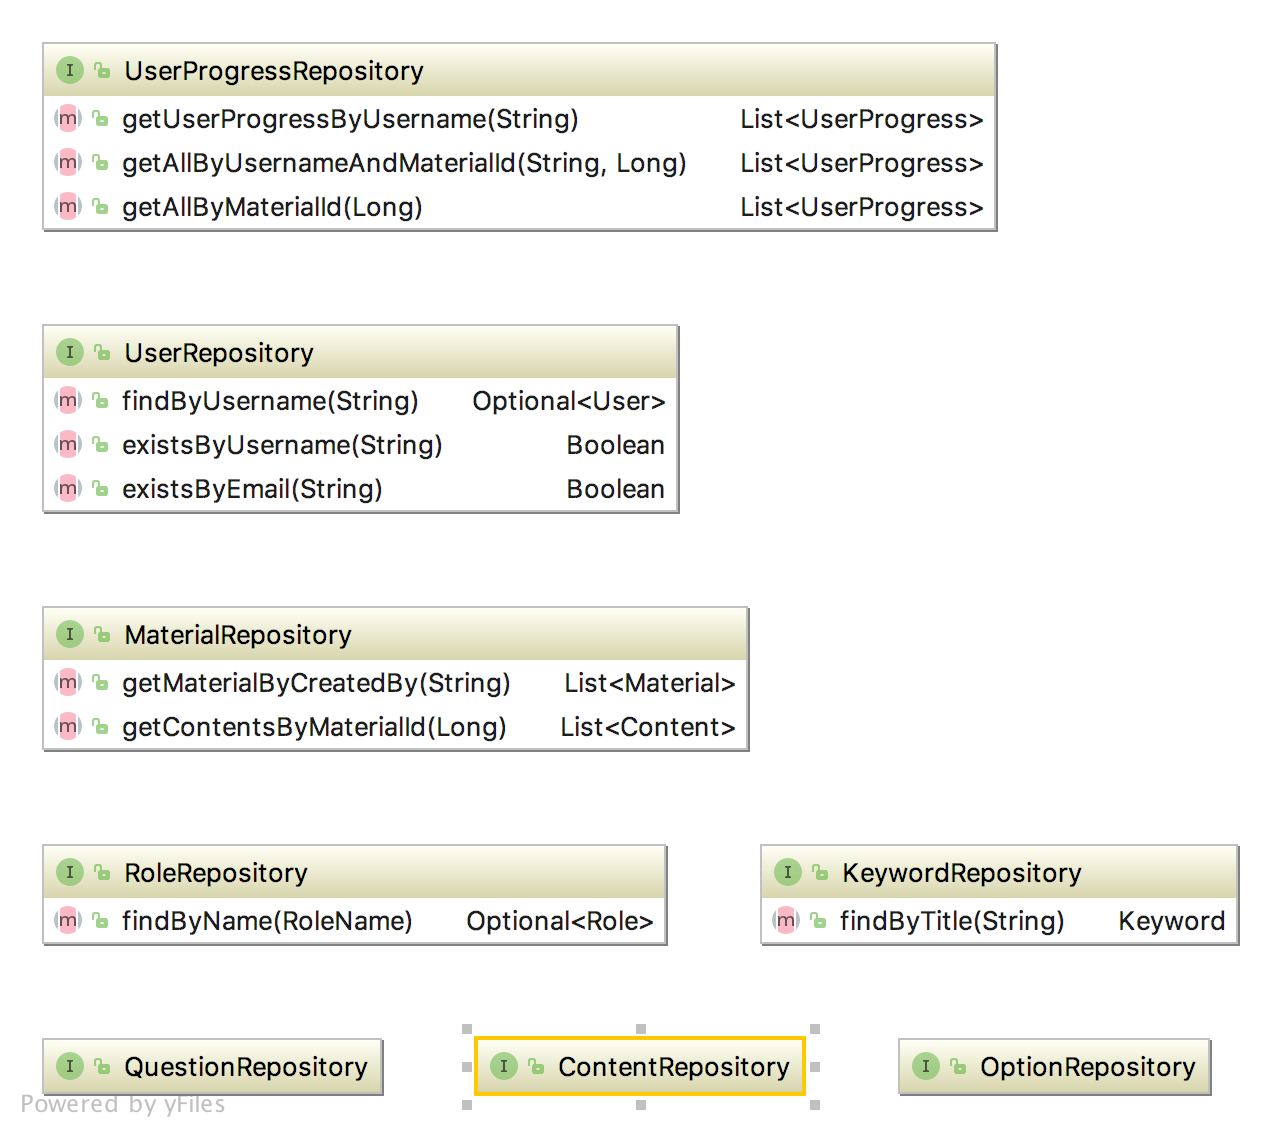 UserProgressRepository
getUserProgressByUsername(String) List<UserProgress>
getAllByUsernameAndMaterialId(String, Long) List<UserProgress>
getAllByMaterialId(Long) List<UserProgress>
UserRepository
findByUsername(String) Optional<User>
existsByUsername(String) Boolean
existsByEmail(String) Boolean
MaterialRepository
getMaterialByCreatedBy(String) List<Material>
getContentsByMaterialId(Long) List<Content>
RoleRepository
findByName(RoleName) Optional<Role>
KeywordRepository
findByTitle(String) Keyword
QuestionRepository
ContentRepository
OptionRepository
Powered by yFiles